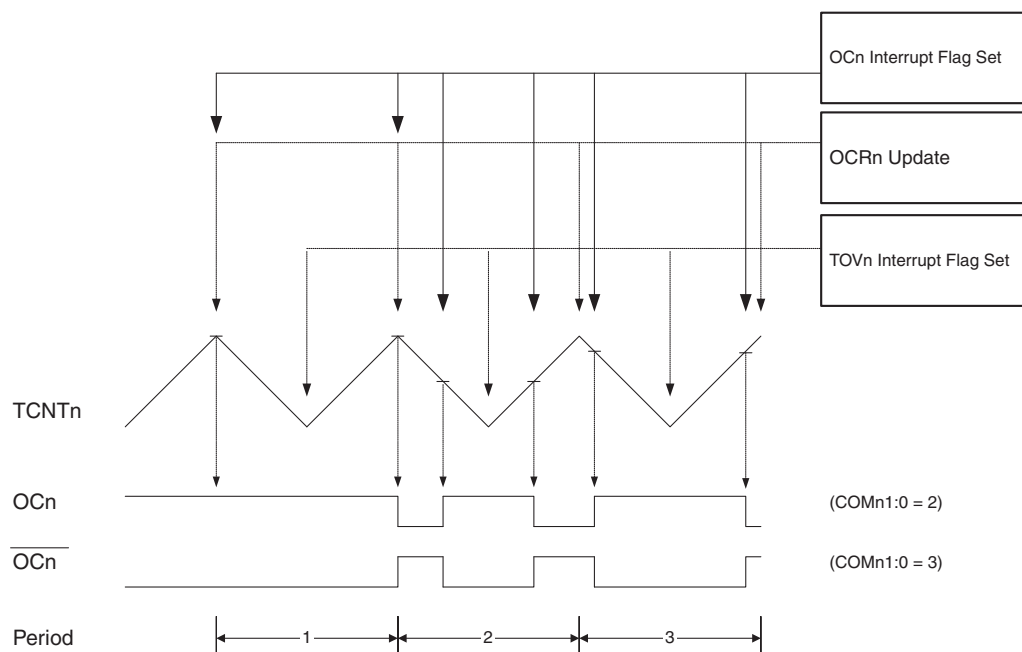 OCn Interrupt Flag Set
OCRn Update
TOVn Interrupt Flag Set
TCNTn
OCn
(COMn1:0 = 2)
OCn
(COMn1:0 = 3)
Period
1
2
3